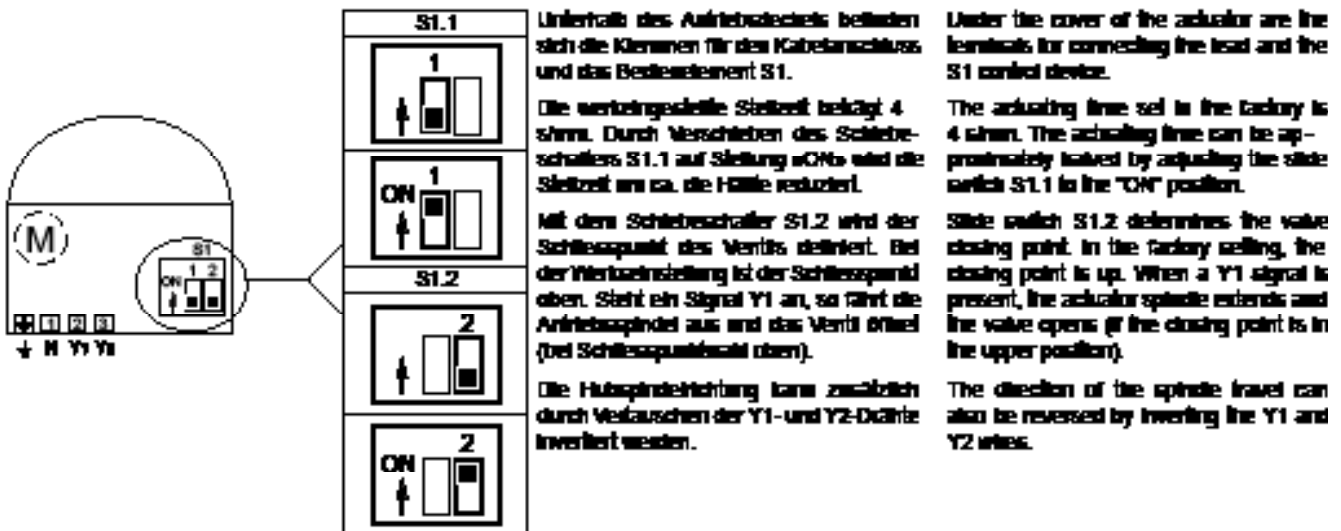 M
S1
ON
1 2
1 2 3
N Y1 Y2
S1.1
1
ON
1
S1.2
2
ON
2
Unterhalb des Antriebsdeckels befinden
sich die Klemmen für den Kabelanschluss
und das Bedienelement S1.
Die werkeingestellte Stellzeit beträgt 4
s/mm. Durch Verschieben des Schiebe-
schalters S1.1 auf Stellung «ON» wird die
Stellzeit um ca. die Hälfte reduziert.
Mit dem Schiebeschalter S1.2 wird der
Schliesspunkt des Ventils definiert. Bei
der Werkseinstellung ist der Schliesspunkt
oben. Steht ein Signal Y1 an, so fährt die
Antriebsspindel aus und das Ventil öffnet
(bei Schliesspunktwahl oben).
Die Hubspindelrichtung kann zusätzlich
durch Vertauschen der Y1- und Y2-Drähte
invertiert werden.
Under the cover of the actuator are the
terminals for connecting the lead and the
S1 control device.
The actuating time set in the factory is
4 s/mm. The actuating time can be ap-
proximately halved by adjusting the slide
switch S1.1 to the "ON" position.
Slide switch S1.2 determines the valve
closing point. In the factory setting, the
closing point is up. When a Y1 signal is
present, the actuator spindle extends and
the valve opens (if the closing point is in
the upper position).
The direction of the spindle travel can
also be reversed by inverting the Y1 and
Y2 wires.